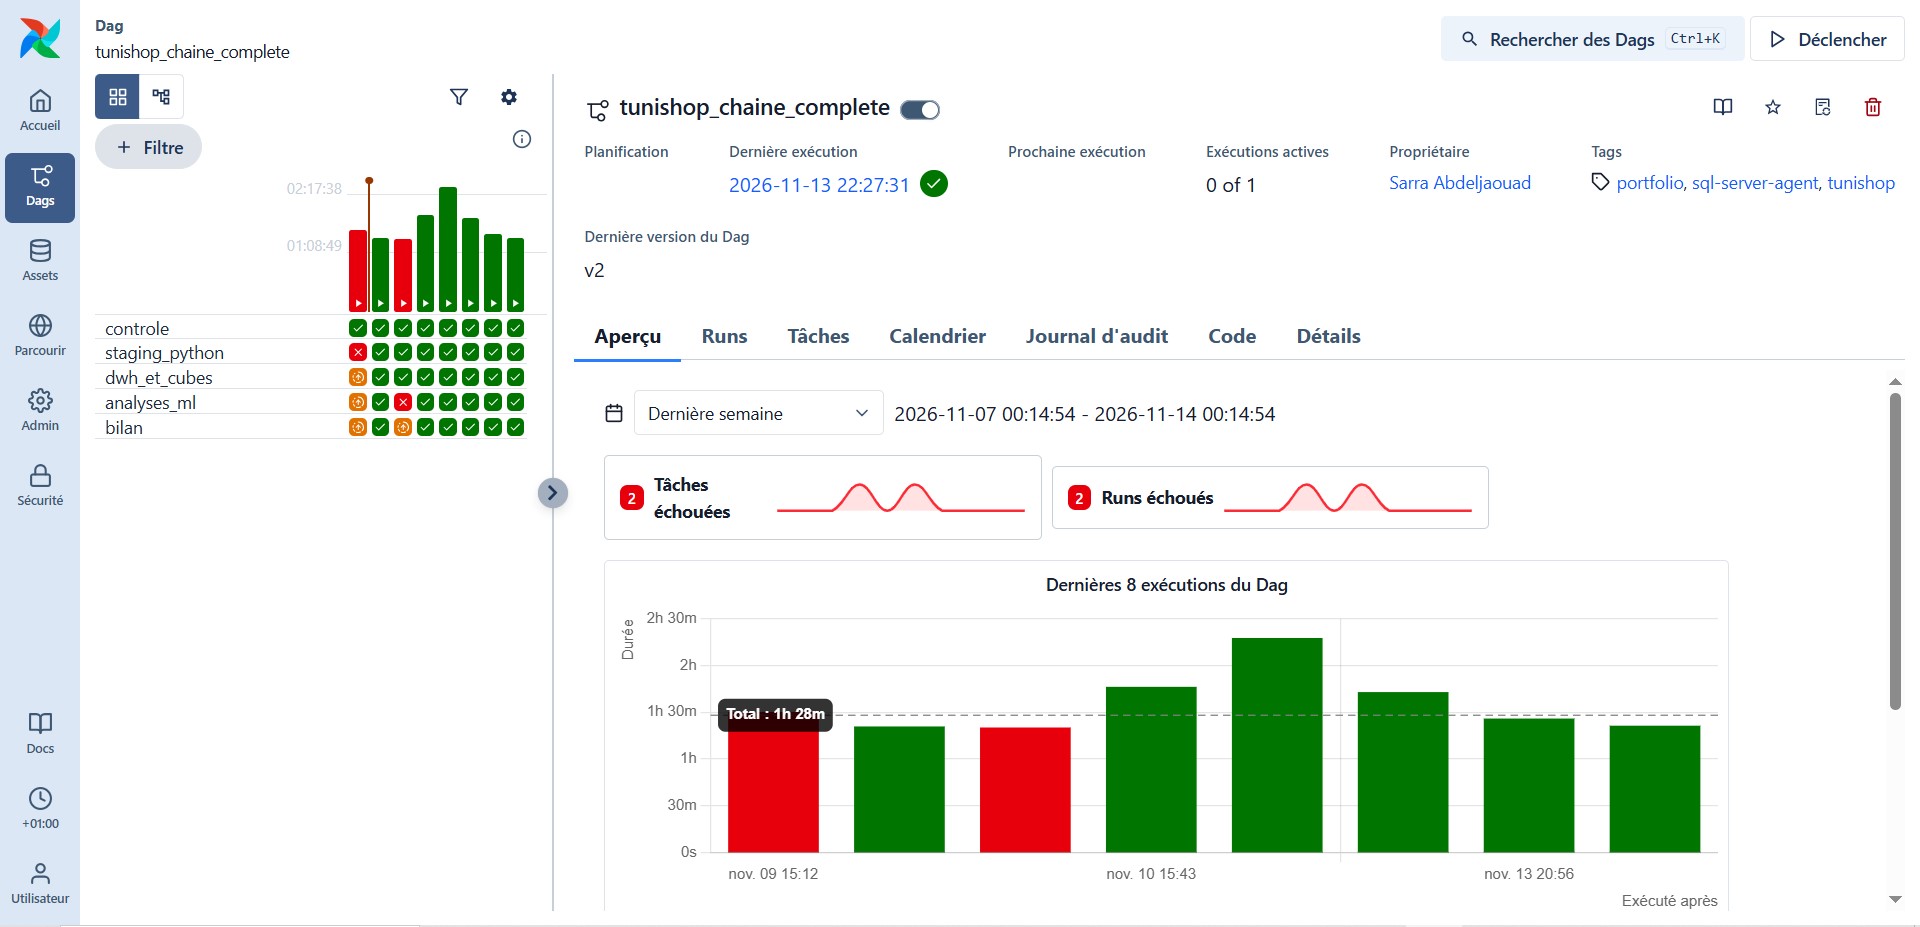 Dag
tunishop_chaine_complete
Rechercher des Dags Ctrl+K
Déclencher
Accueil
Dags
Assets
Parcourir
Admin
Sécurité
Docs
+01:00
Utilisateur
Filtre
02:17:38
01:08:49
controle
staging_python
dwh_et_cubes
analyses_ml
bilan
tunishop_chaine_complete
Planification
Dernière exécution
2026-11-13 22:27:31
Prochaine exécution
Exécutions actives
0 of 1
Propriétaire
Sarra Abdeljaouad
Tags
portfolio, sql-server-agent, tunishop
Dernière version du Dag
v2
Aperçu Runs Tâches Calendrier Journal d'audit Code Détails
Dernière semaine 2026-11-07 00:14:54 - 2026-11-14 00:14:54
2 Tâches
échouées
2 Runs échoués
Dernières 8 exécutions du Dag
Durée
2h 30m
2h
1h 30m
1h
30m
0s
Total : 1h 28m
nov. 09 15:12
nov. 10 15:43
nov. 13 20:56
Exécuté après